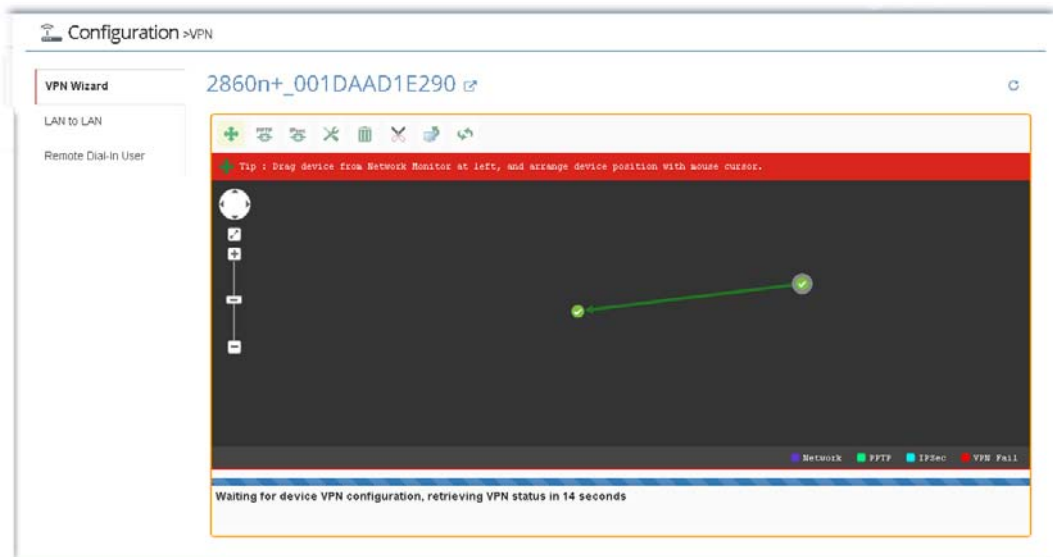 Configuration >VPN
VPN Wizard
LAN to LAN
Remote Dial-In User
2860n+_001DAAD1E290
PPTP
IPsec
Tip : Drag device from Network Monitor at left, and arrange device position with mouse cursor.
Network PPTP IPSec VPN Fail
Waiting for device VPN configuration, retrieving VPN status in 14 seconds